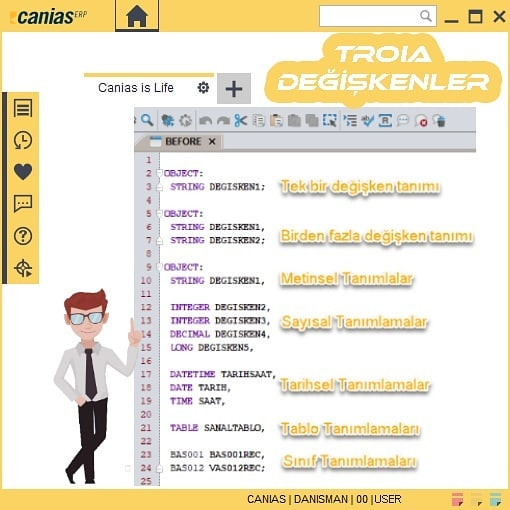 canias ERP
TROIA
DEĞİŞKENLER
Canias is Life
BEFORE
1
2 OBJECT:
3 STRING DEGISKEN1; Tek bir değişken tanımı
4
5 OBJECT:
6 STRING DEGISKEN1, Birden fazla değişken tanımı
7 STRING DEGISKEN2;
8
9 OBJECT:
10 STRING DEGISKEN1, Metinsel Tanımlalar
11
12 INTEGER DEGISKEN2,
13 INTEGER DEGISKEN3, Sayısal Tanımlamalar
14 DECIMAL DEGISKEN4,
15 LONG DEGISKEN5,
16
17 DATETIME TARIHSAAT,
18 DATE TARIH, Tarihsel Tanımlamalar
19 TIME SAAT,
20
21 TABLE SANALTABLO, Tablo Tanımlamaları
22
23 BAS001 BAS001REC, Sınıf Tanımlamaları
24 BAS012 VAS012REC;
25
CANIAS | DANISMAN | 00 |USER